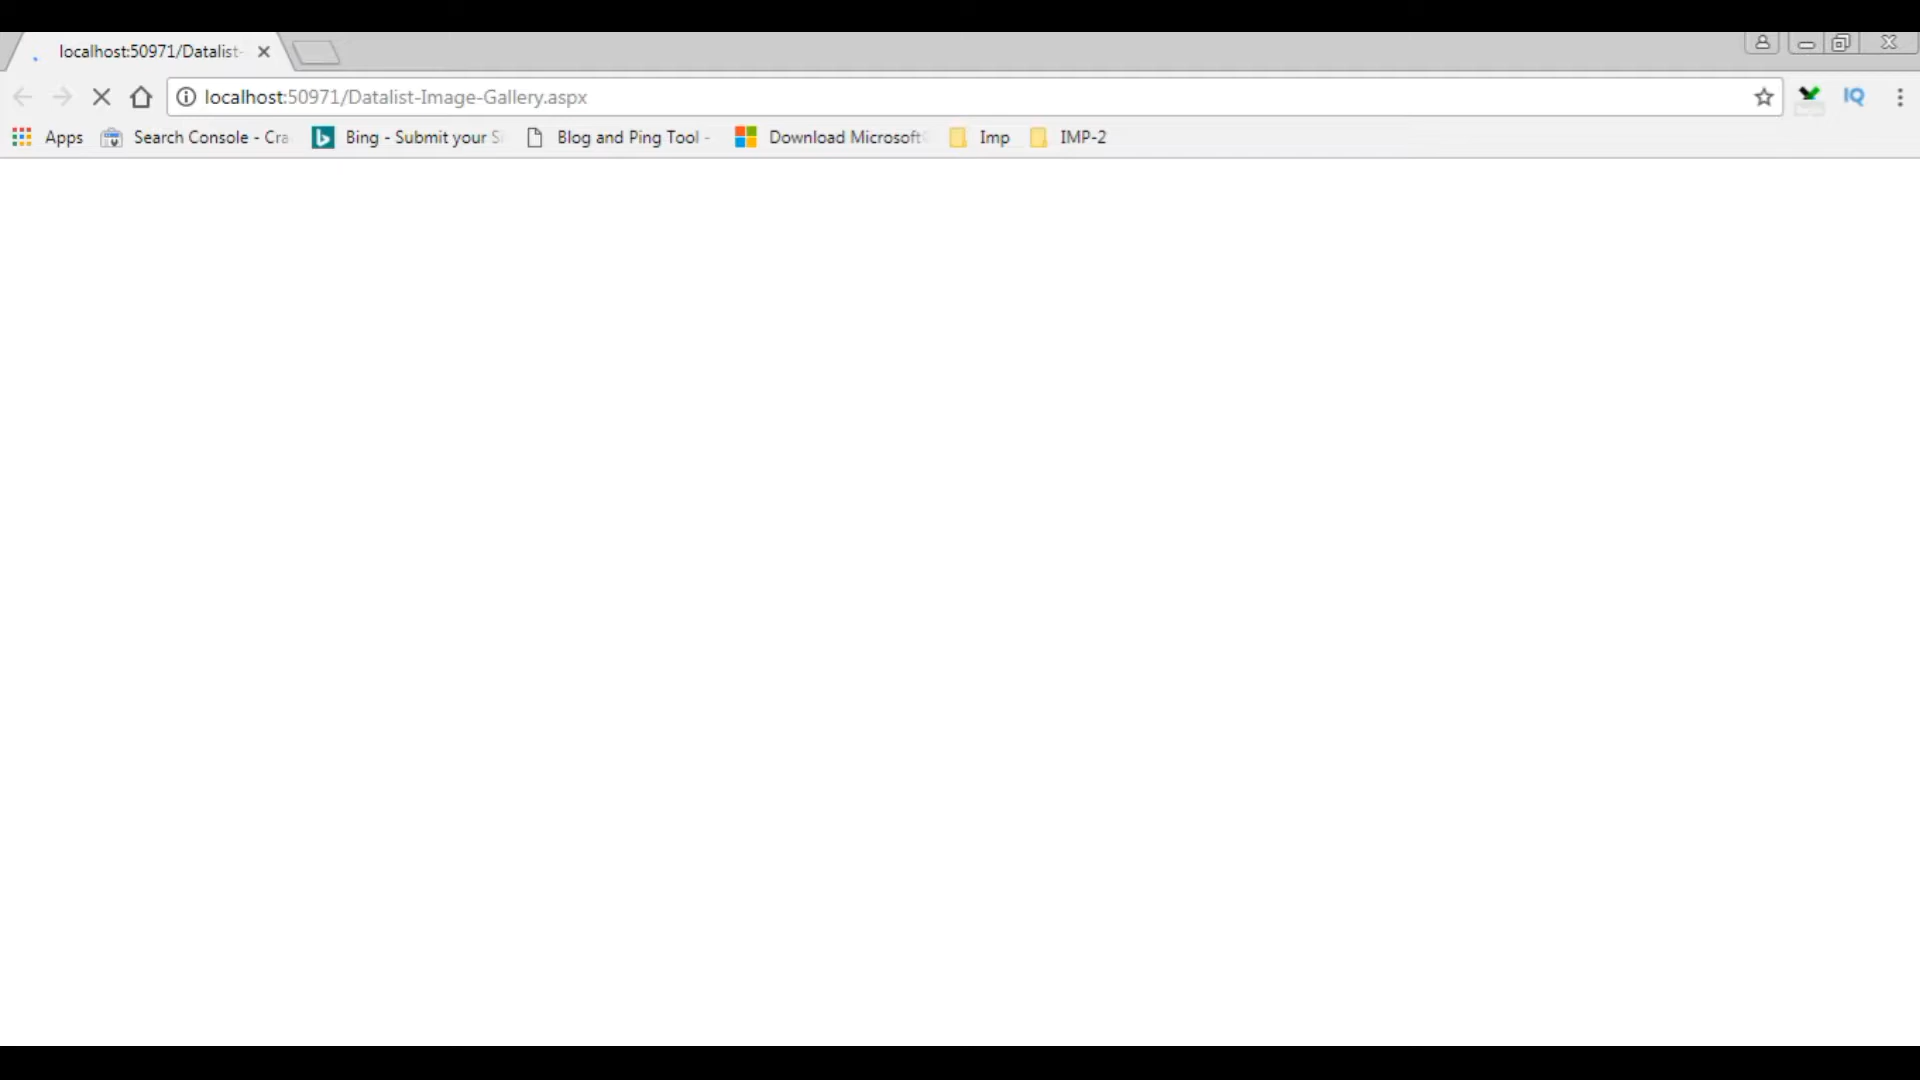 localhost:50971/Datalist-
localhost:50971/Datalist-Image-Gallery.aspx
IQ
Apps
Search Console - Cra
Bing - Submit your S
Blog and Ping Tool -
Download Microsoft
Imp
IMP-2